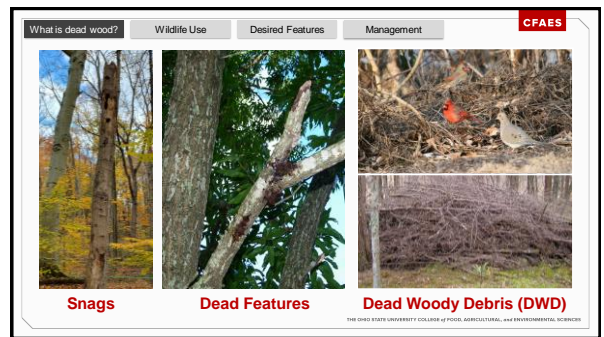 What is dead wood?
Wildlife Use
Desired Features
Management
CFAES
Snags
Dead Features
Dead Woody Debris (DWD)
THE OHIO STATE UNIVERSITY COLLEGE of FOOD, AGRICULTURAL, and ENVIRONMENTAL SCIENCES